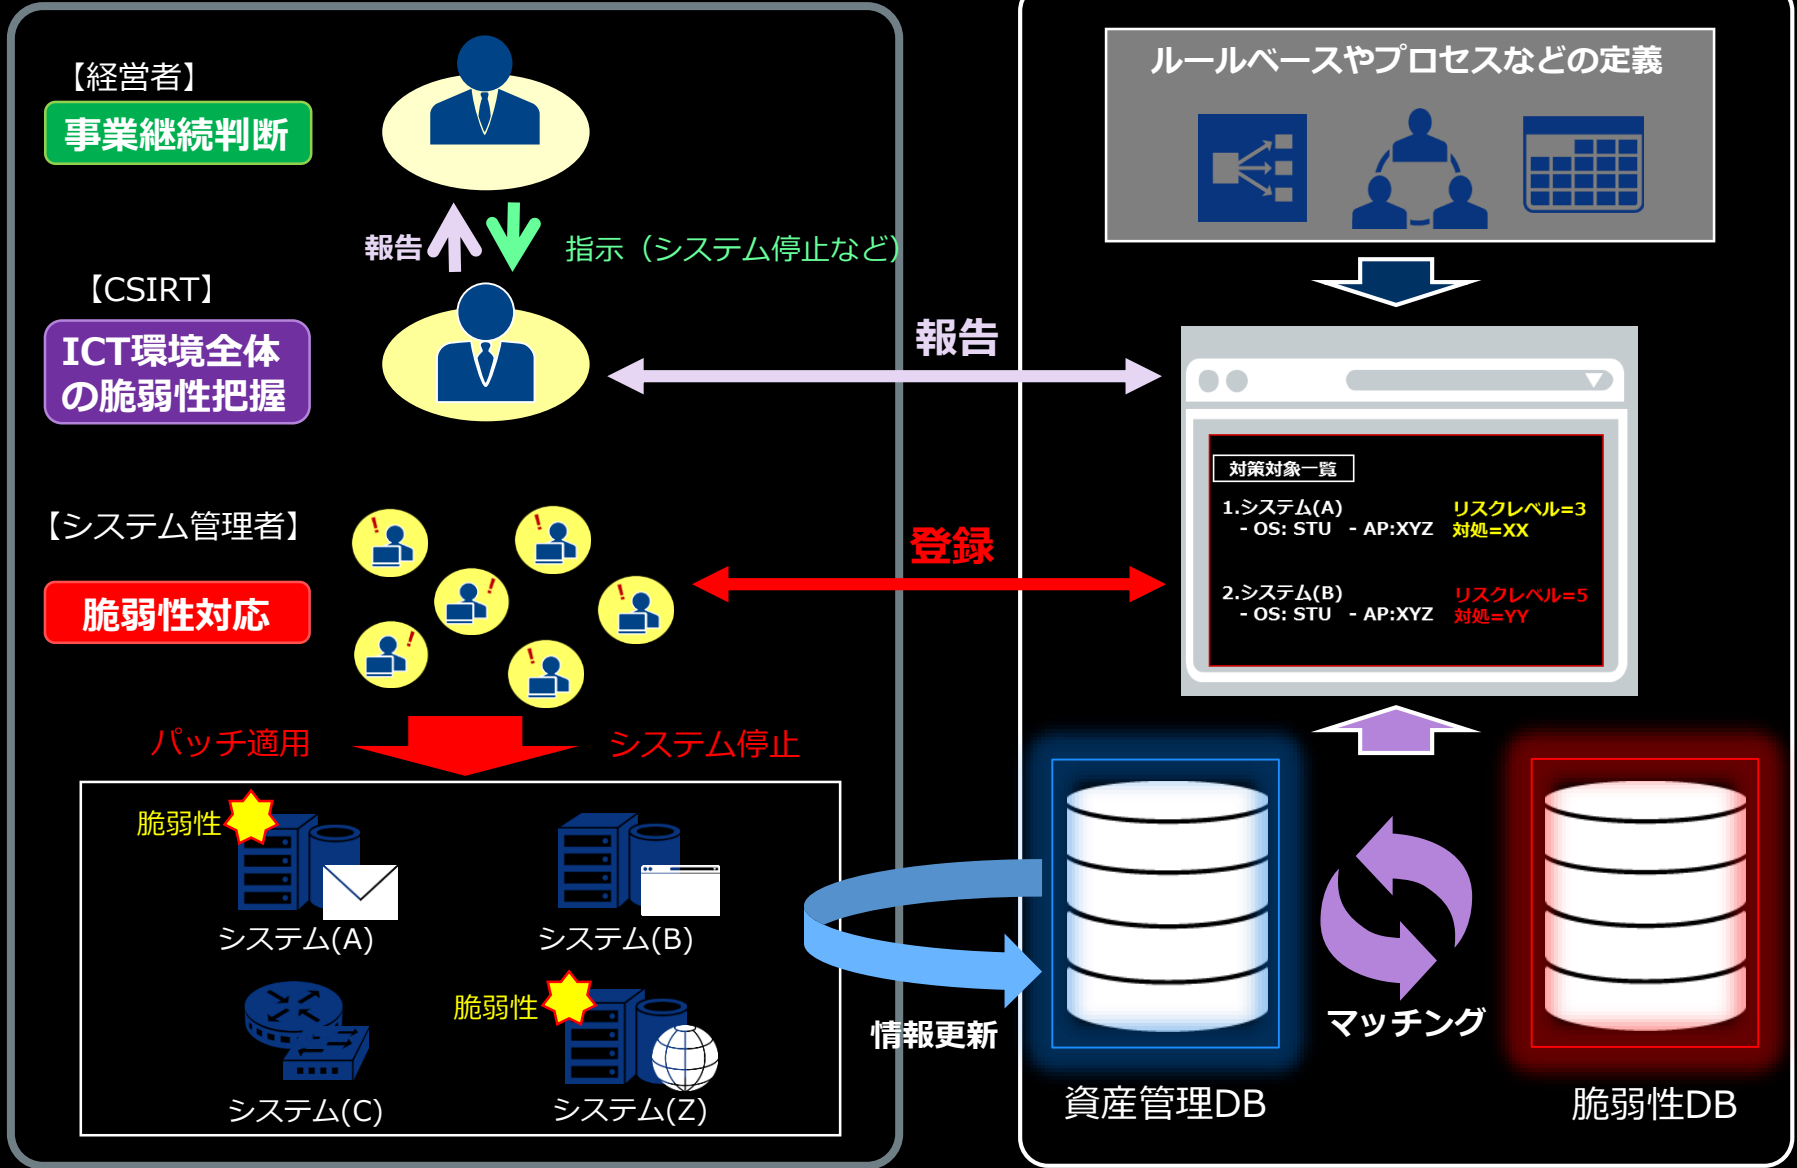 【経営者】
事業継続判断
報告
指示（システム停止など）
【CSIRT】
ICT環境全体
の脆弱性把握
【システム管理者】
脆弱性対応
パッチ適用
システム停止
脆弱性
システム(A)
システム(B)
システム(C)
脆弱性
システム(Z)
報告
登録
情報更新
ルールベースやプロセスなどの定義
対策対象一覧
1.システム(A) リスクレベル=3
- OS: STU - AP:XYZ 対処=XX
2.システム(B) リスクレベル=5
- OS: STU - AP:XYZ 対処=YY
マッチング
資産管理DB
脆弱性DB